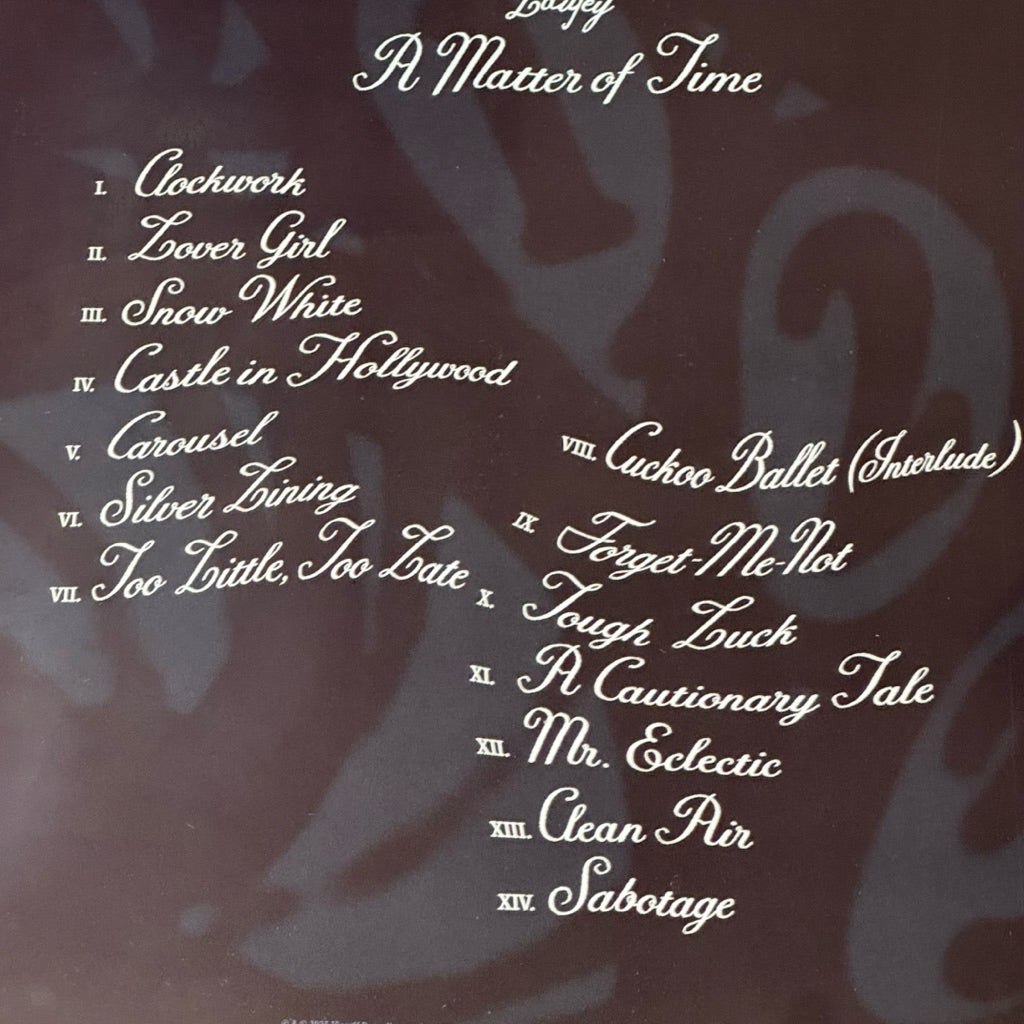 Laufey
A Matter of Time
I. Clockwork
II. Lover Girl
III. Snow White
IV. Castle in Hollywood
V. Carousel
VI. Silver Lining
VII. Too Little, Too Late
VIII. Cuckoo Ballet (Interlude)
IX. Forget-Me-Not
X. Tough Luck
XI. A Cautionary Tale
XII. Mr. Eclectic
XIII. Clean Air
XIV. Sabotage